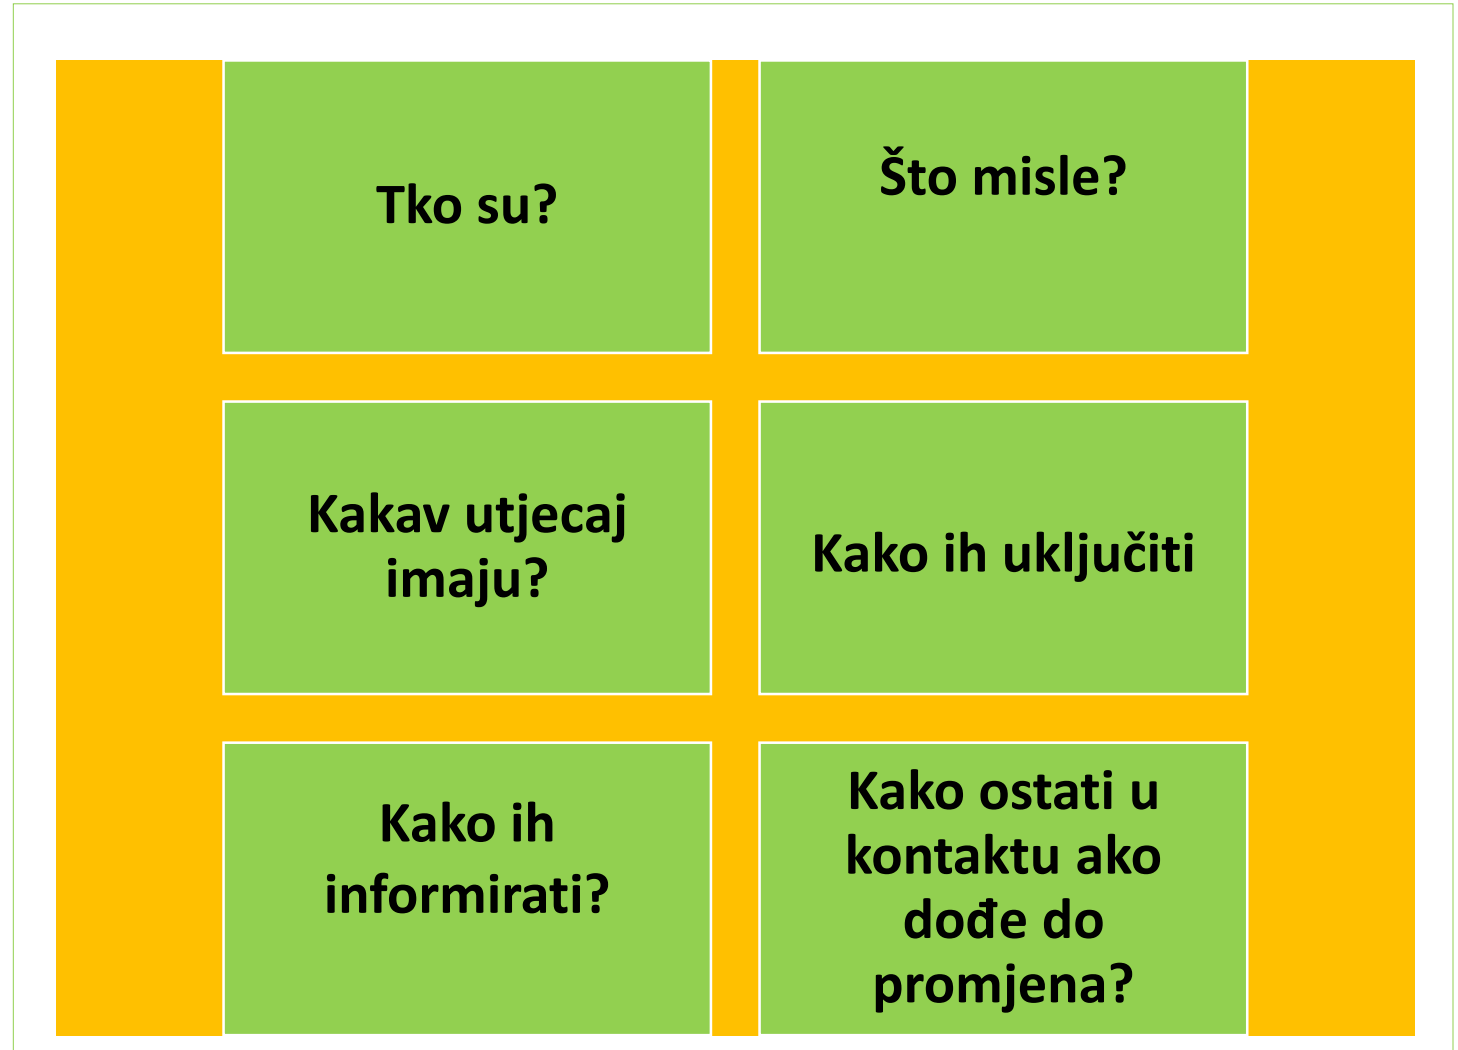 Tko su?
Što misle?
Kakav utjecaj
imaju?
Kako ih uključiti
Kako ih
informirati?
Kako ostati u
kontaktu ako
dođe do
promjena?